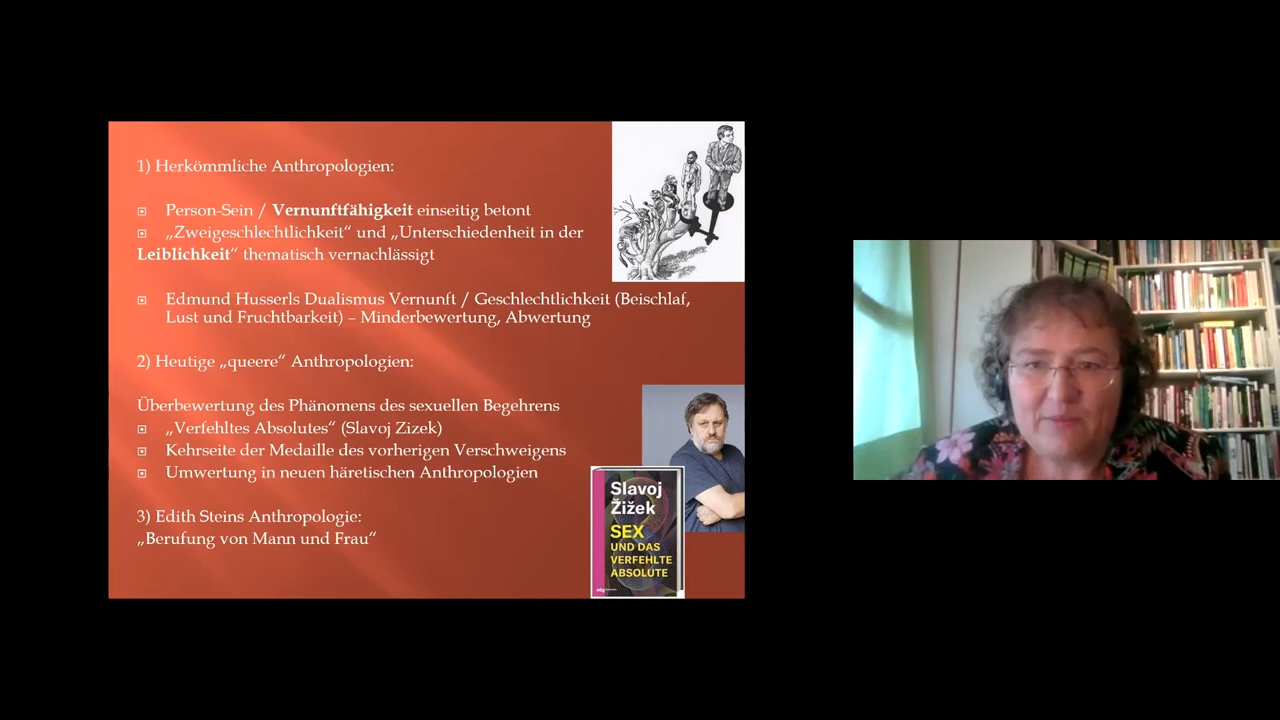 1) Herkömmliche Anthropologien:
Person-Sein / Vernunftfähigkeit einseitig betont
„Zweigeschlechtlichkeit“ und „Unterschiedenheit in der
Leiblichkeit“ thematisch vernachlässigt
Edmund Husserls Dualismus Vernunft / Geschlechtlichkeit (Beischlaf,
Lust und Fruchtbarkeit) – Minderbewertung, Abwertung
2) Heutige „queere“ Anthropologien:
Überbewertung des Phänomens des sexuellen Begehrens
„Verfehltes Absolutes“ (Slavoj Zizek)
Kehrseite der Medaille des vorherigen Verschweigens
Umwertung in neuen häretischen Anthropologien
3) Edith Steins Anthropologie:
„Berufung von Mann und Frau“
Slavoj
Žižek
SEX
UND DAS
VERFEHLTE
ABSOLUTE